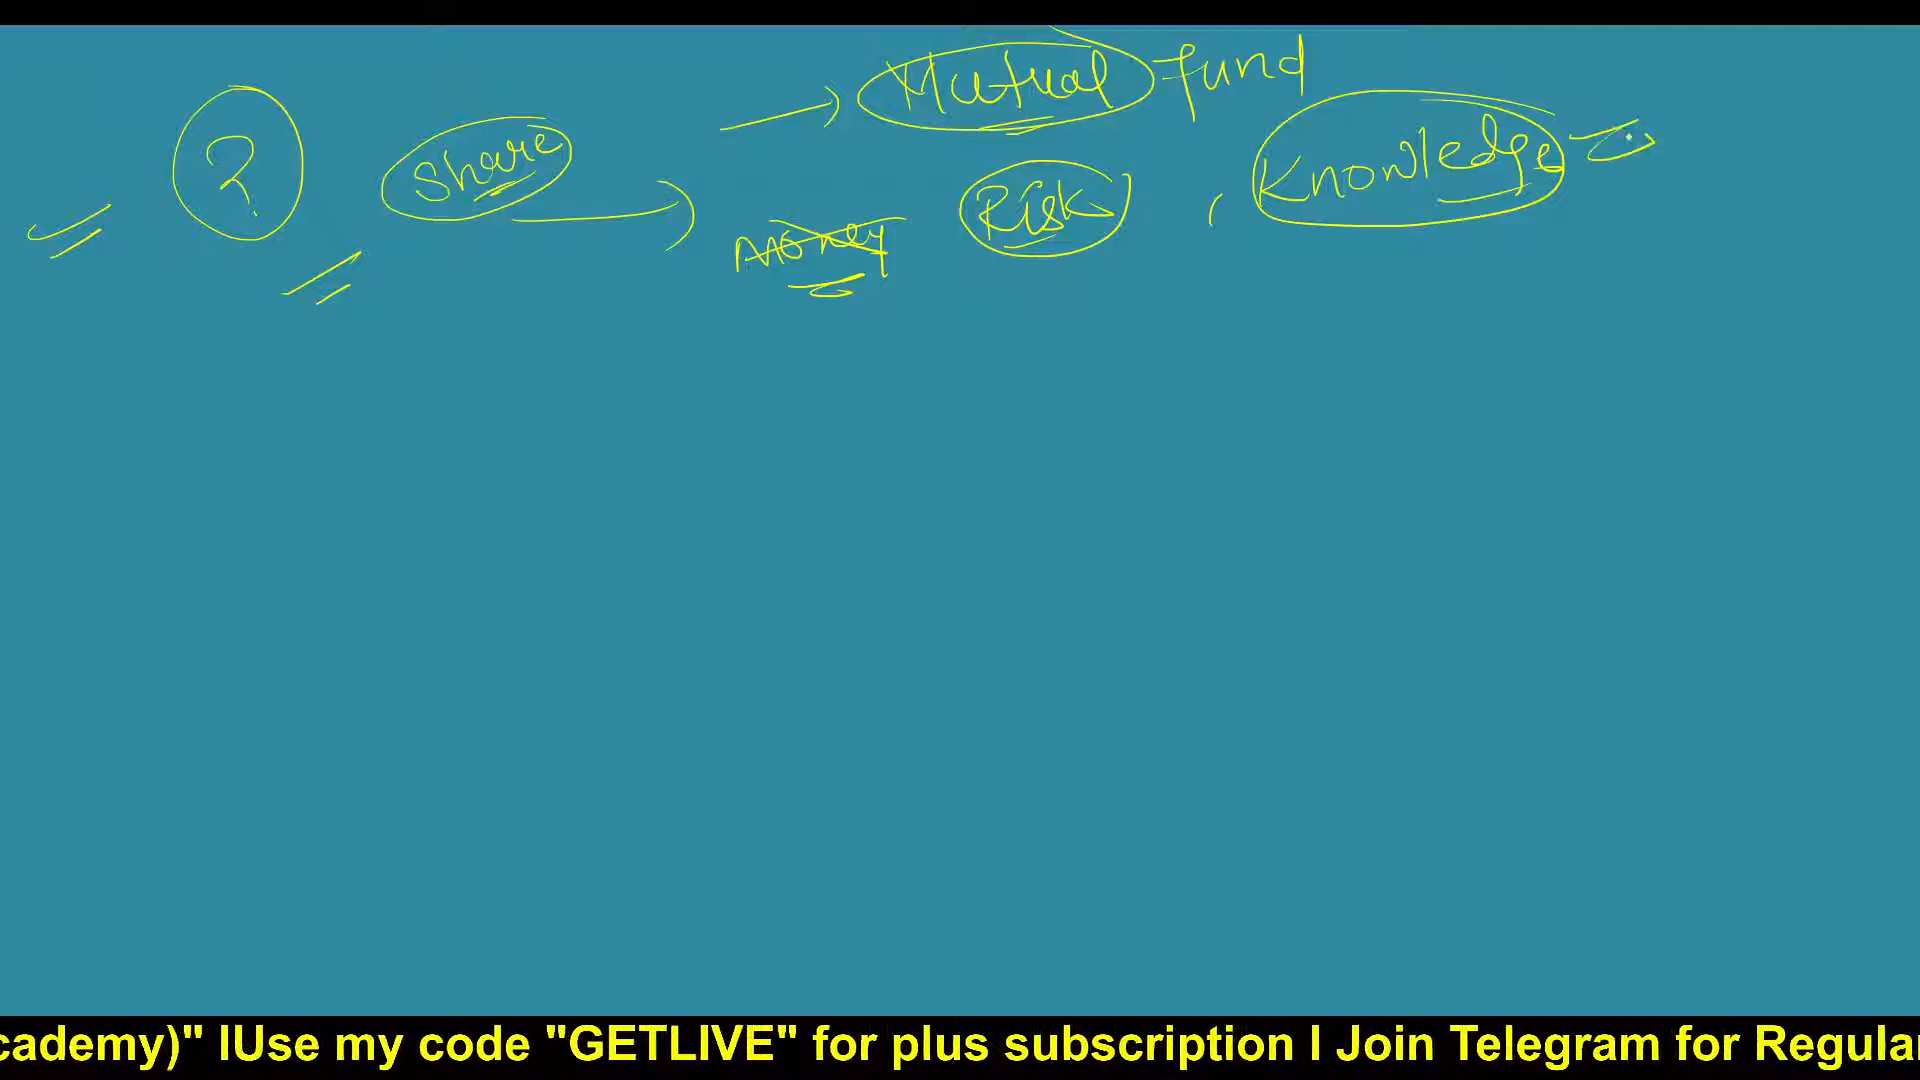 Mutual fund
? Share
Money Risk , Knowledge
cademy)" IUse my code "GETLIVE" for plus subscription I Join Telegram for Regular